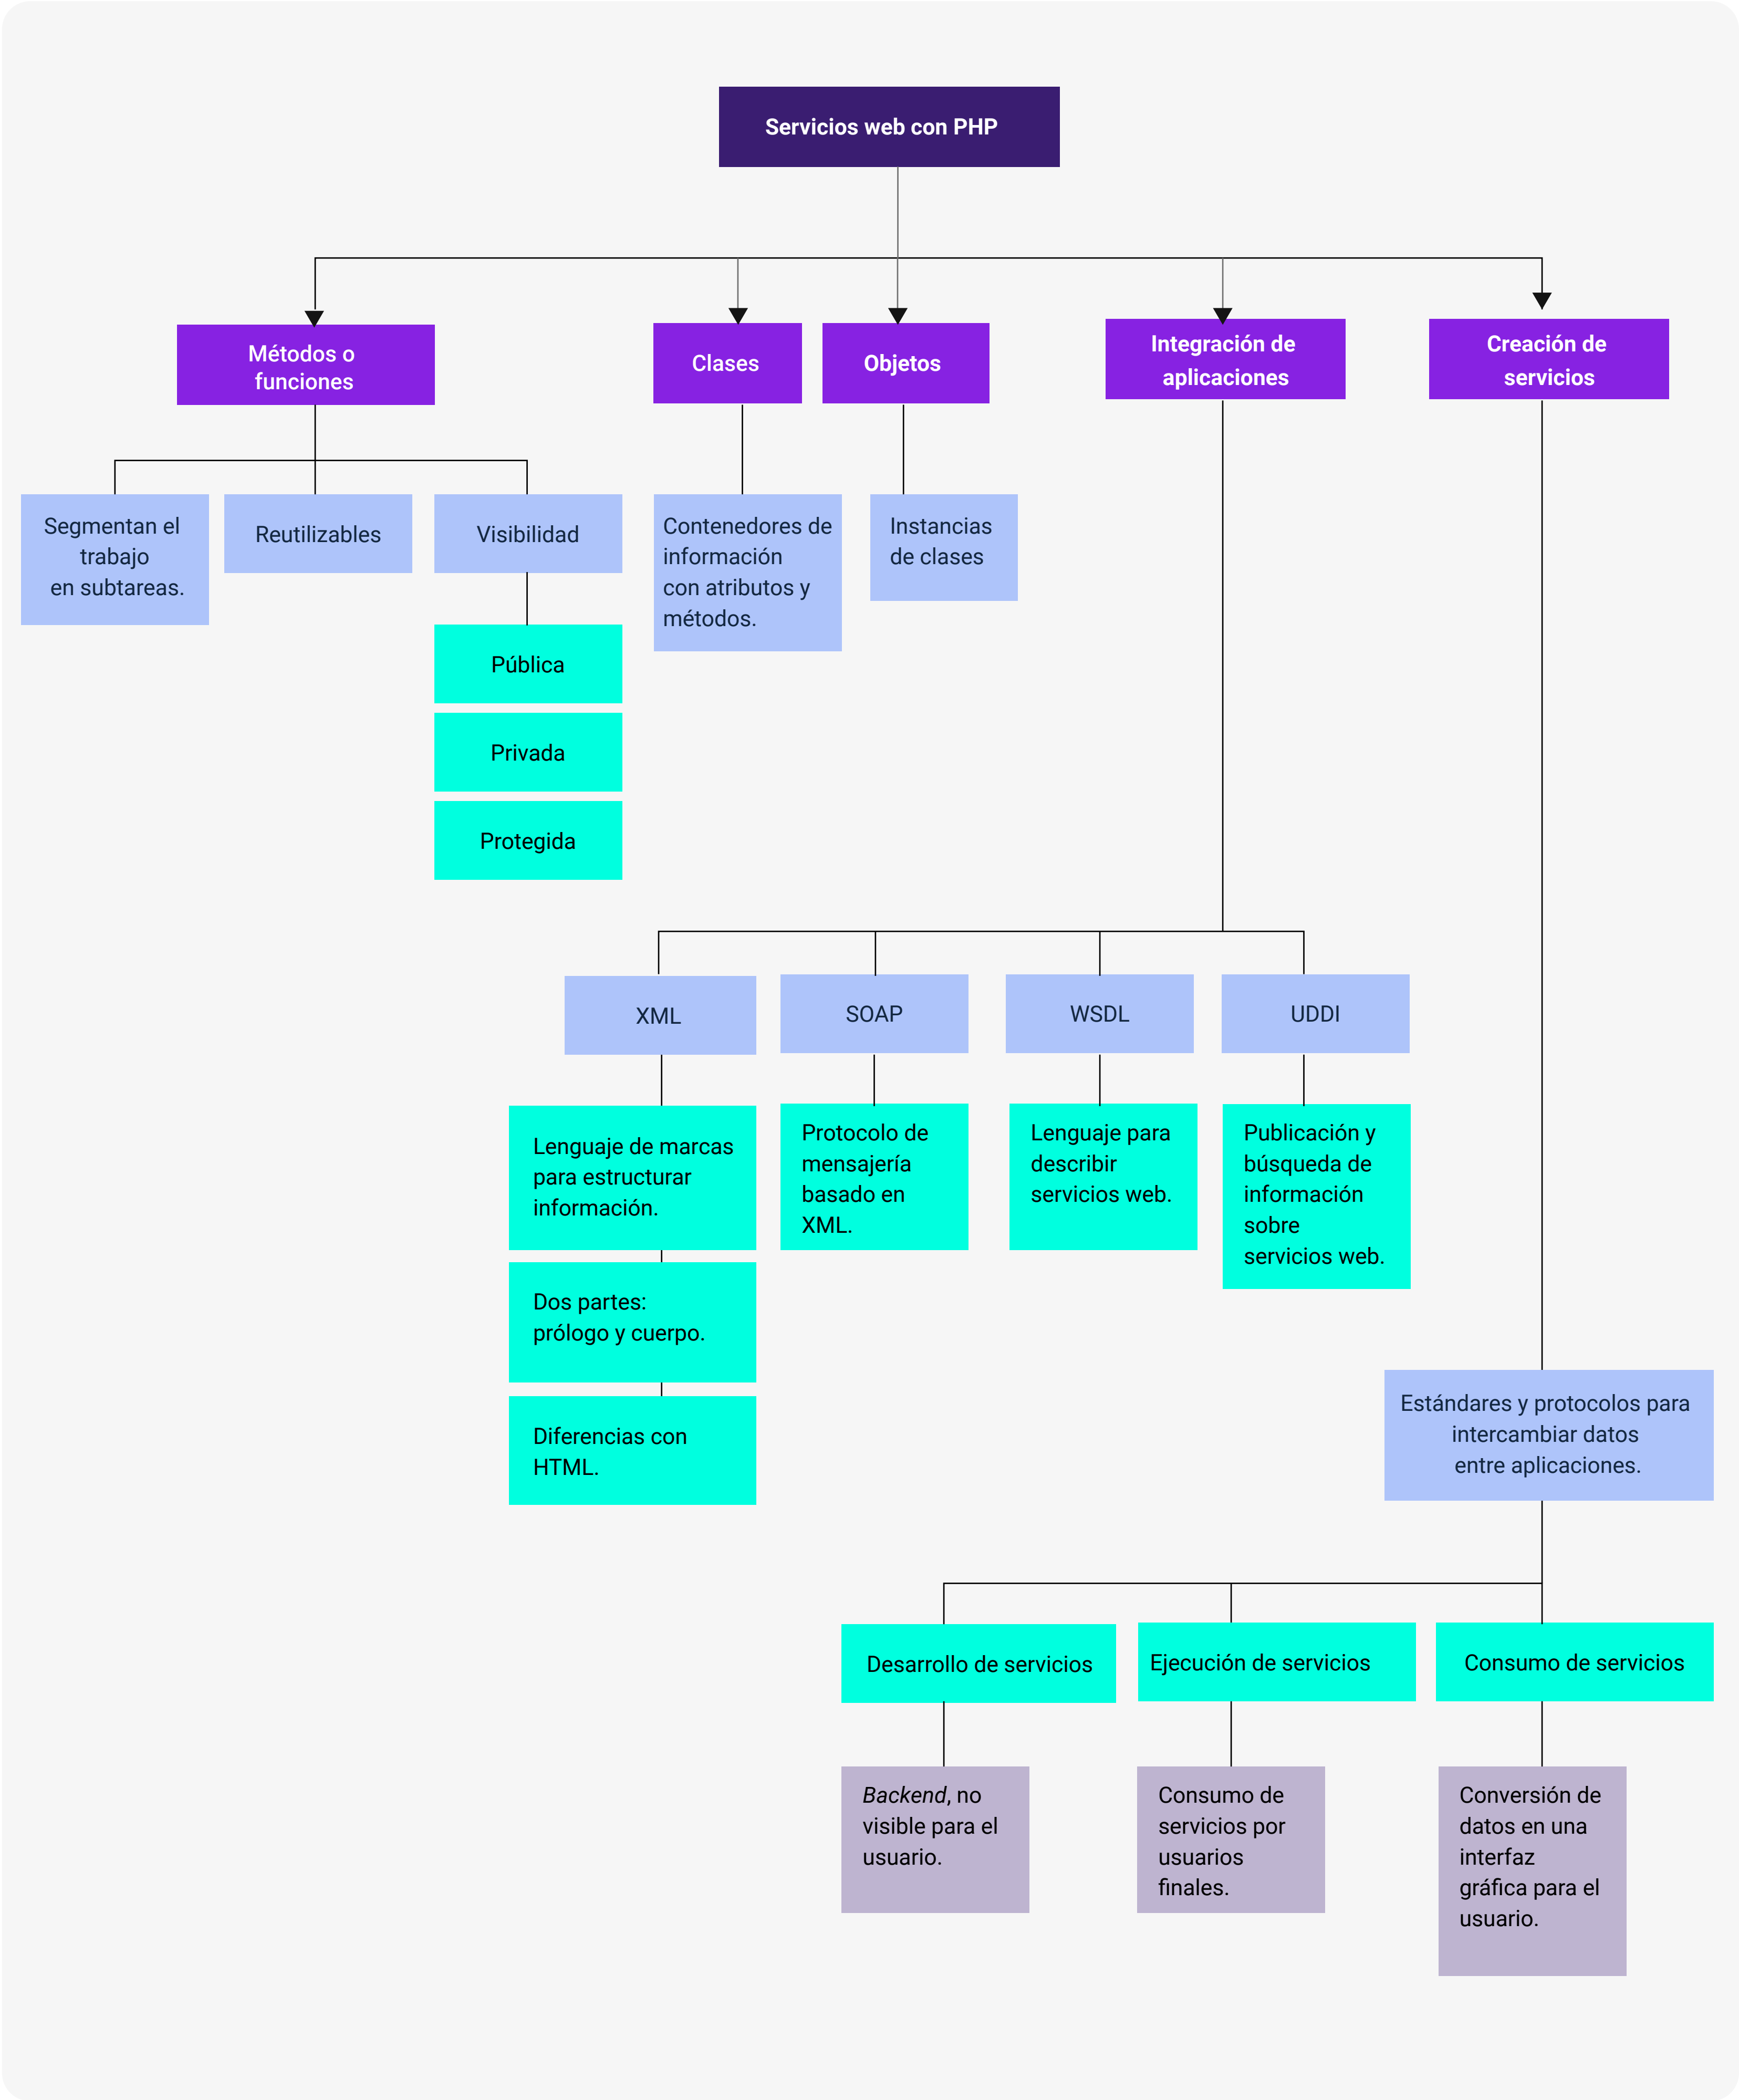 Servicios web con PHP
Métodos o
funciones
Clases
Objetos
Integración de
aplicaciones
Creación de
servicios
Segmentan el
trabajo
en subtareas.
Reutilizables
Visibilidad
Contenedores de
información
con atributos y
métodos.
Instancias
de clases
Pública
Privada
Protegida
XML
SOAP
WSDL
UDDI
Lenguaje de marcas
para estructurar
información.
Protocolo de
mensajería
basado en
XML.
Lenguaje para
describir
servicios web.
Publicación y
búsqueda de
información
sobre
servicios web.
Dos partes:
prólogo y cuerpo.
Diferencias con
HTML.
Estándares y protocolos para
intercambiar datos
entre aplicaciones.
Desarrollo de servicios
Ejecución de servicios
Consumo de servicios
Backend, no
visible para el
usuario.
Consumo de
servicios por
usuarios
finales.
Conversión de
datos en una
interfaz
gráfica para el
usuario.